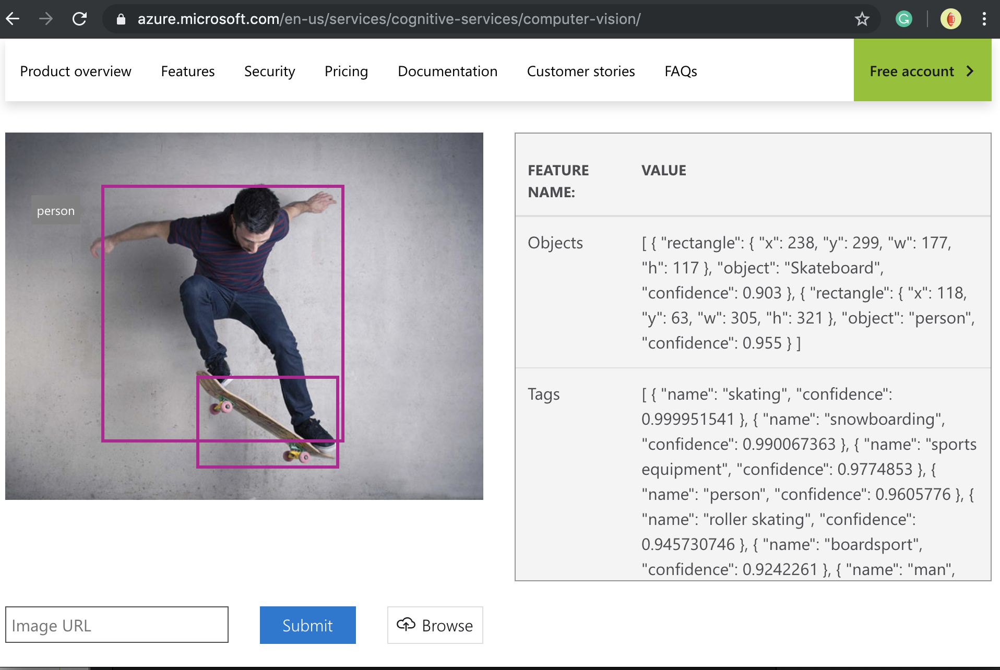 azure.microsoft.com/en-us/services/cognitive-services/computer-vision/
Product overview Features Security Pricing Documentation Customer stories FAQs Free account
person
FEATURE NAME: VALUE
Objects
[ { "rectangle": { "x": 238, "y": 299, "w": 177,
"h": 117 }, "object": "Skateboard",
"confidence": 0.903 }, { "rectangle": { "x": 118,
"y": 63, "w": 305, "h": 321 }, "object": "person",
"confidence": 0.955 } ]
Tags
[ { "name": "skating", "confidence":
0.999951541 }, { "name": "snowboarding",
"confidence": 0.990067363 }, { "name": "sports
equipment", "confidence": 0.9774853 }, {
"name": "person", "confidence": 0.9605776 }, {
"name": "roller skating", "confidence":
0.945730746 }, { "name": "boardsport",
"confidence": 0.9242261 }, { "name": "man",
Image URL Submit Browse